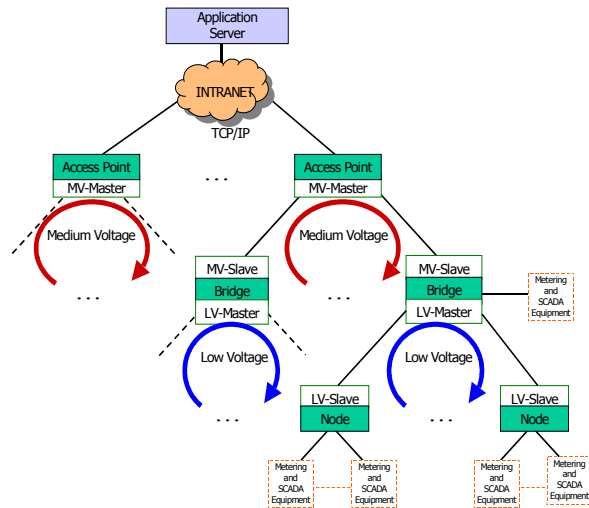 Application
Server
INTRANET
TCP/IP
Access Point
MV-Master
...
Access Point
MV-Master
Medium Voltage
...
Medium Voltage
...
MV-Slave
Bridge
LV-Master
MV-Slave
Bridge
LV-Master
Metering
and
SCADA
Equipment
Low Voltage
...
Low Voltage
...
LV-Slave
Node
LV-Slave
Node
Metering
and
SCADA
Equipment
Metering
and
SCADA
Equipment
Metering
and
SCADA
Equipment
Metering
and
SCADA
Equipment